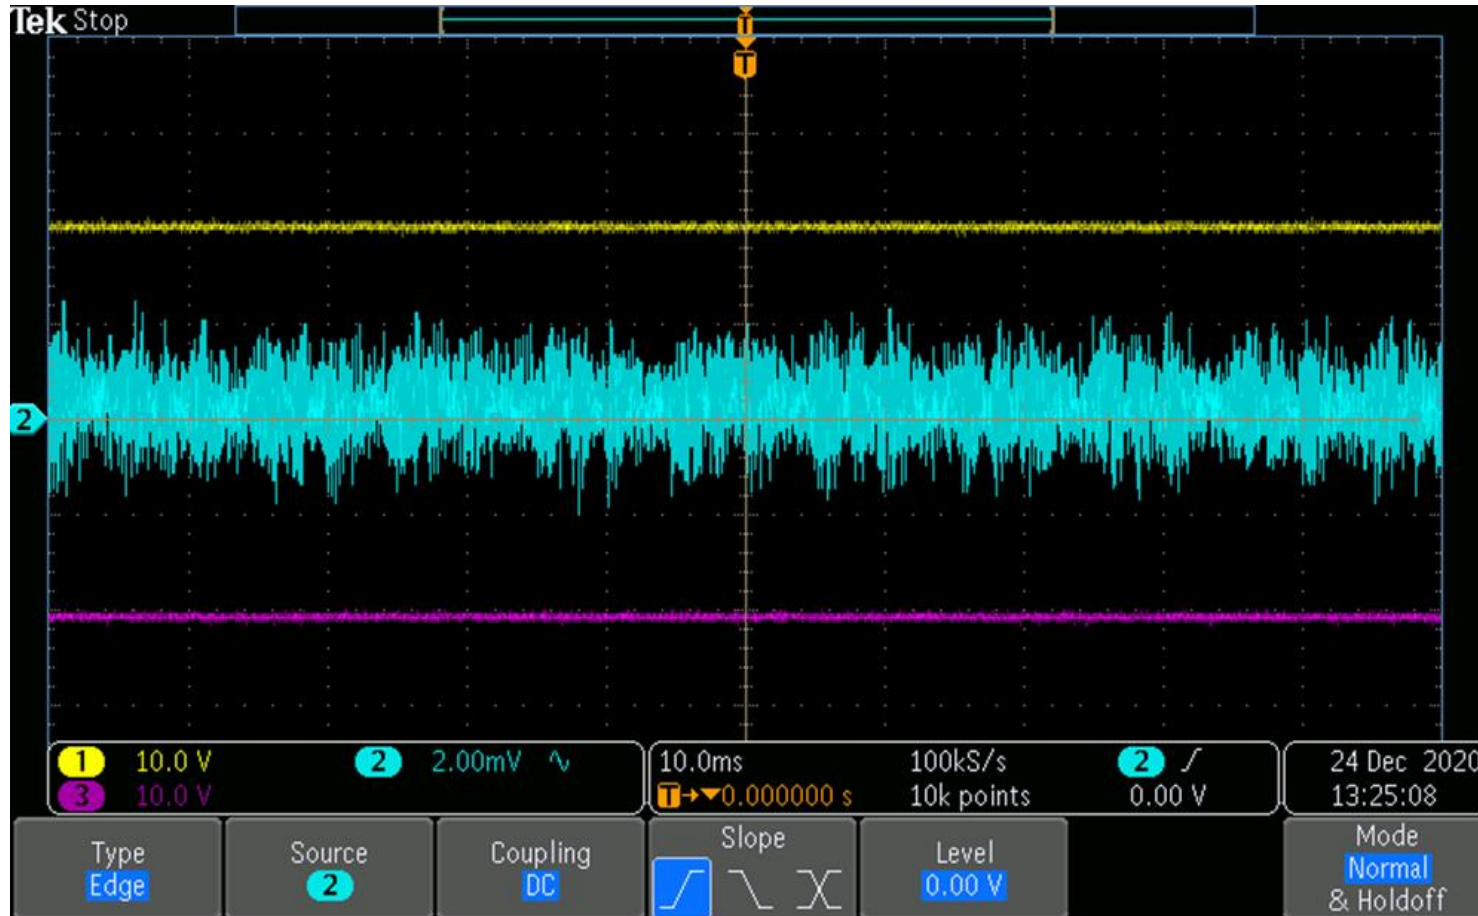 Tek Stop
T
T
2
1 10.0 V 2 2.00mV
3 10.0 V
10.0ms 100kS/s 2
T→▼0.000000 s 10k points 0.00 V
24 Dec 2020
13:25:08
Type
Edge
Source
2
Coupling
DC
Slope
Level
0.00 V
Mode
Normal
& Holdoff